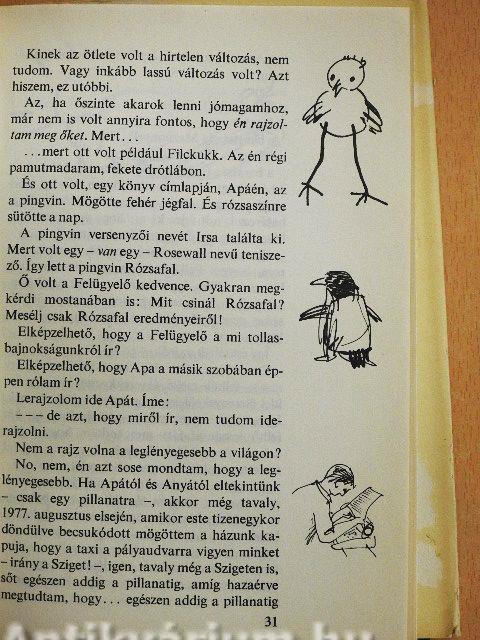 Kinek az ötlete volt a hirtelen változás, nem
tudom. Vagy inkább lassú változás volt? Azt
hiszem, ez utóbbi.
Az, ha őszinte akarok lenni jómagamhoz,
már nem is volt annyira fontos, hogy én rajzol-
tam meg őket. Mert...
...mert ott volt például Filckukk. Az én régi
pamutmadaram, fekete drótlábon.
És ott volt, egy könyv címlapján, Apáén, az
a pingvin. Mögötte fehér jégfal. És rózsaszínre
sütötte a nap.
A pingvin versenyzői nevét Irsa találta ki.
Mert volt egy – van egy – Rosewall nevű tenisze-
ző. Így lett a pingvin Rózsafal.
Ő volt a Felügyelő kedvence. Gyakran meg-
kérdi mostanában is: Mit csinál Rózsafal?
Mesélj csak Rózsafal eredményeiről!
Elképzelhető, hogy a Felügyelő a mi tollas-
bajnokságunkról ír?
Elképzelhető, hogy Apa a másik szobában ép-
pen rólam ír?
Lerajzolom ide Apát. Íme:
– – – de azt, hogy miről ír, nem tudom ide-
rajzolni.
Nem a rajz volna a leglényegesebb a világon?
No, nem, én azt sose mondtam, hogy a leg-
lényegesebb. Ha Apától és Anyától eltekintünk
– csak egy pillanatra –, akkor még tavaly,
1977. augusztus elsején, amikor este tizenegykor
döndülve becsukódott mögöttem a házunk ka-
puja, hogy a taxi a pályaudvarra vigyen minket
– irány a Sziget! –, igen, tavaly még a Szigeten is,
sőt egészen addig a pillanatig, amíg hazaérve
megtudtam, hogy... egészen addig a pillanatig
31
Antikvárium.hu